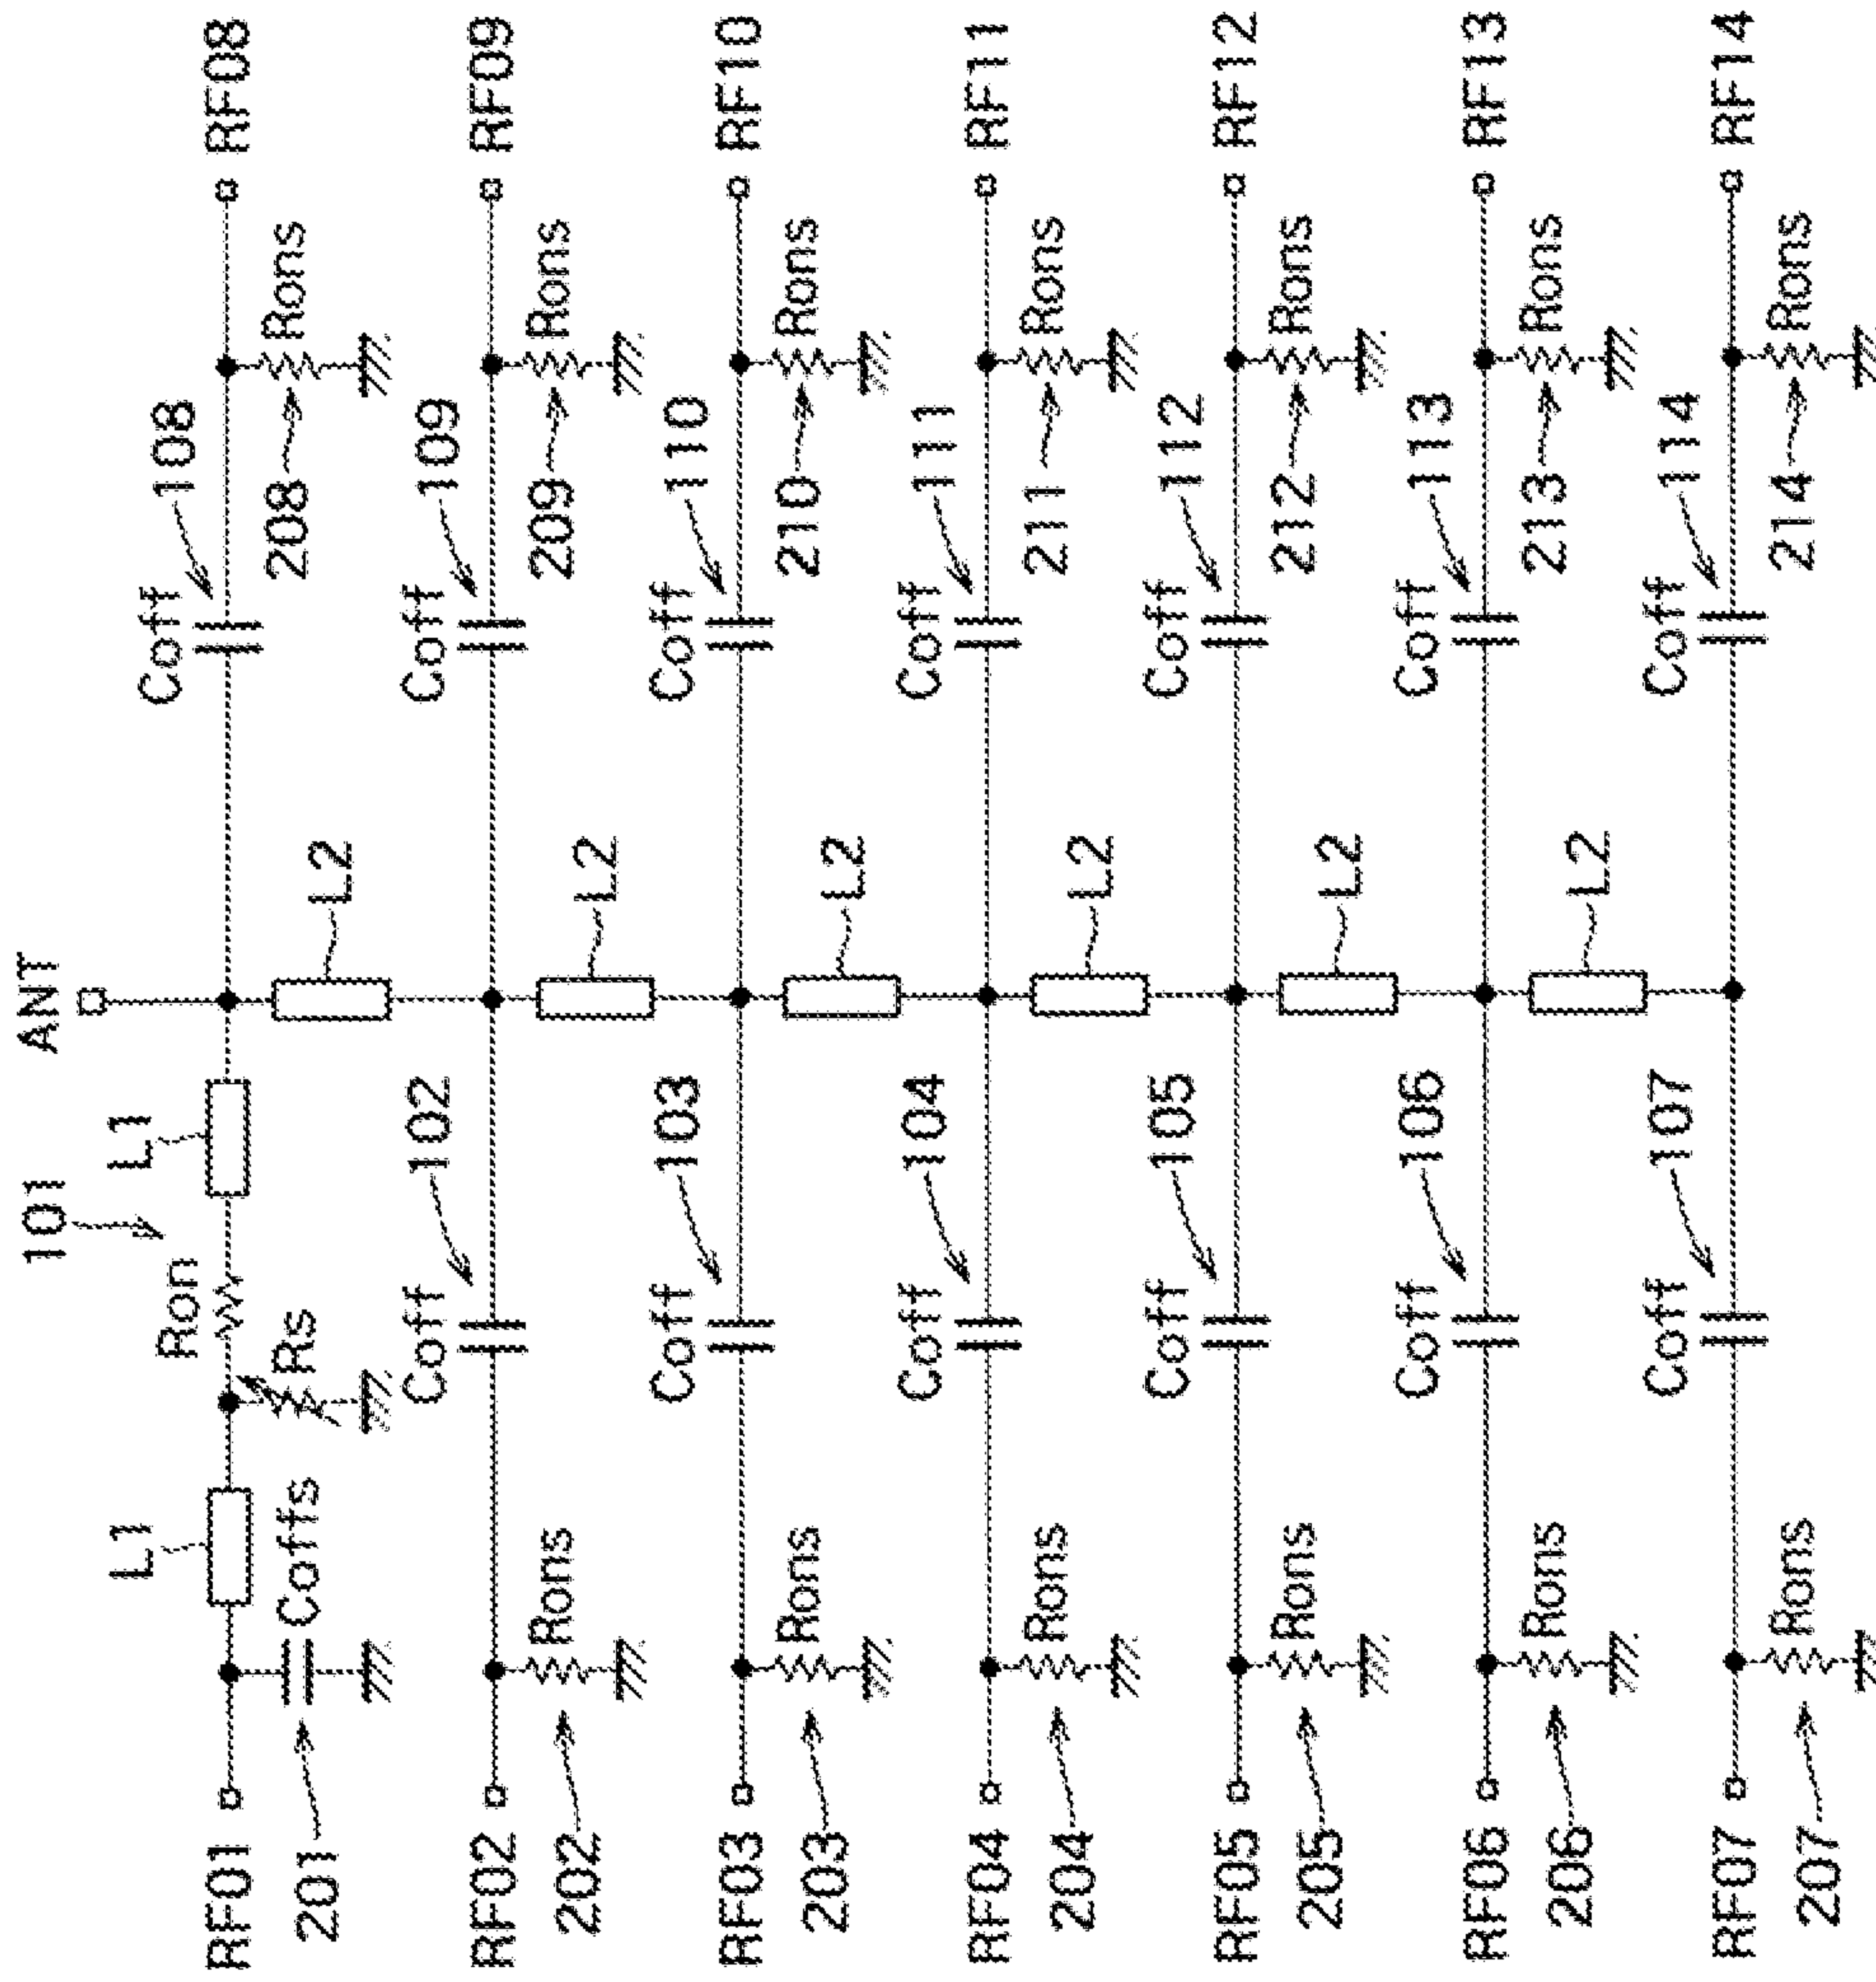 ANT
101
L1
L1
Ron
Rs
Coffs
RF01
201
Coff
108
RF08
208
Rons
L2
Coff
102
RF02
202
Rons
Coff
109
RF09
209
Rons
L2
Coff
103
RF03
203
Rons
Coff
110
RF10
210
Rons
L2
Coff
104
RF04
204
Rons
Coff
111
RF11
211
Rons
L2
Coff
105
RF05
205
Rons
Coff
112
RF12
212
Rons
L2
Coff
106
RF06
206
Rons
Coff
113
RF13
213
Rons
L2
Coff
107
RF07
207
Rons
Coff
114
RF14
214
Rons